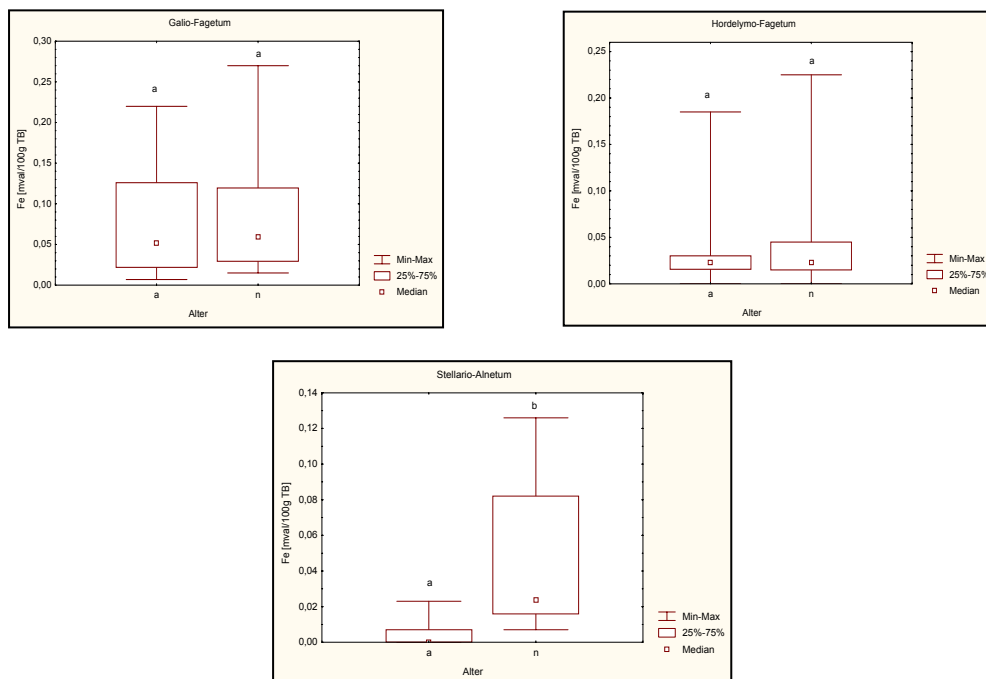 Galio-Fagetum
Fe [mval/100g TB]
0,30
0,25
0,20
0,15
0,10
0,05
0,00
a
a
a n
Alter
Min-Max
25%-75%
Median
Hordelymo-Fagetum
Fe [mval/100g TB]
0,25
0,20
0,15
0,10
0,05
0,00
a
a
a n
Alter
Min-Max
25%-75%
Median
Stellario-Alnetum
Fe [mval/100g TB]
0,14
0,12
0,10
0,08
0,06
0,04
0,02
0,00
a
b
a n
Alter
Min-Max
25%-75%
Median